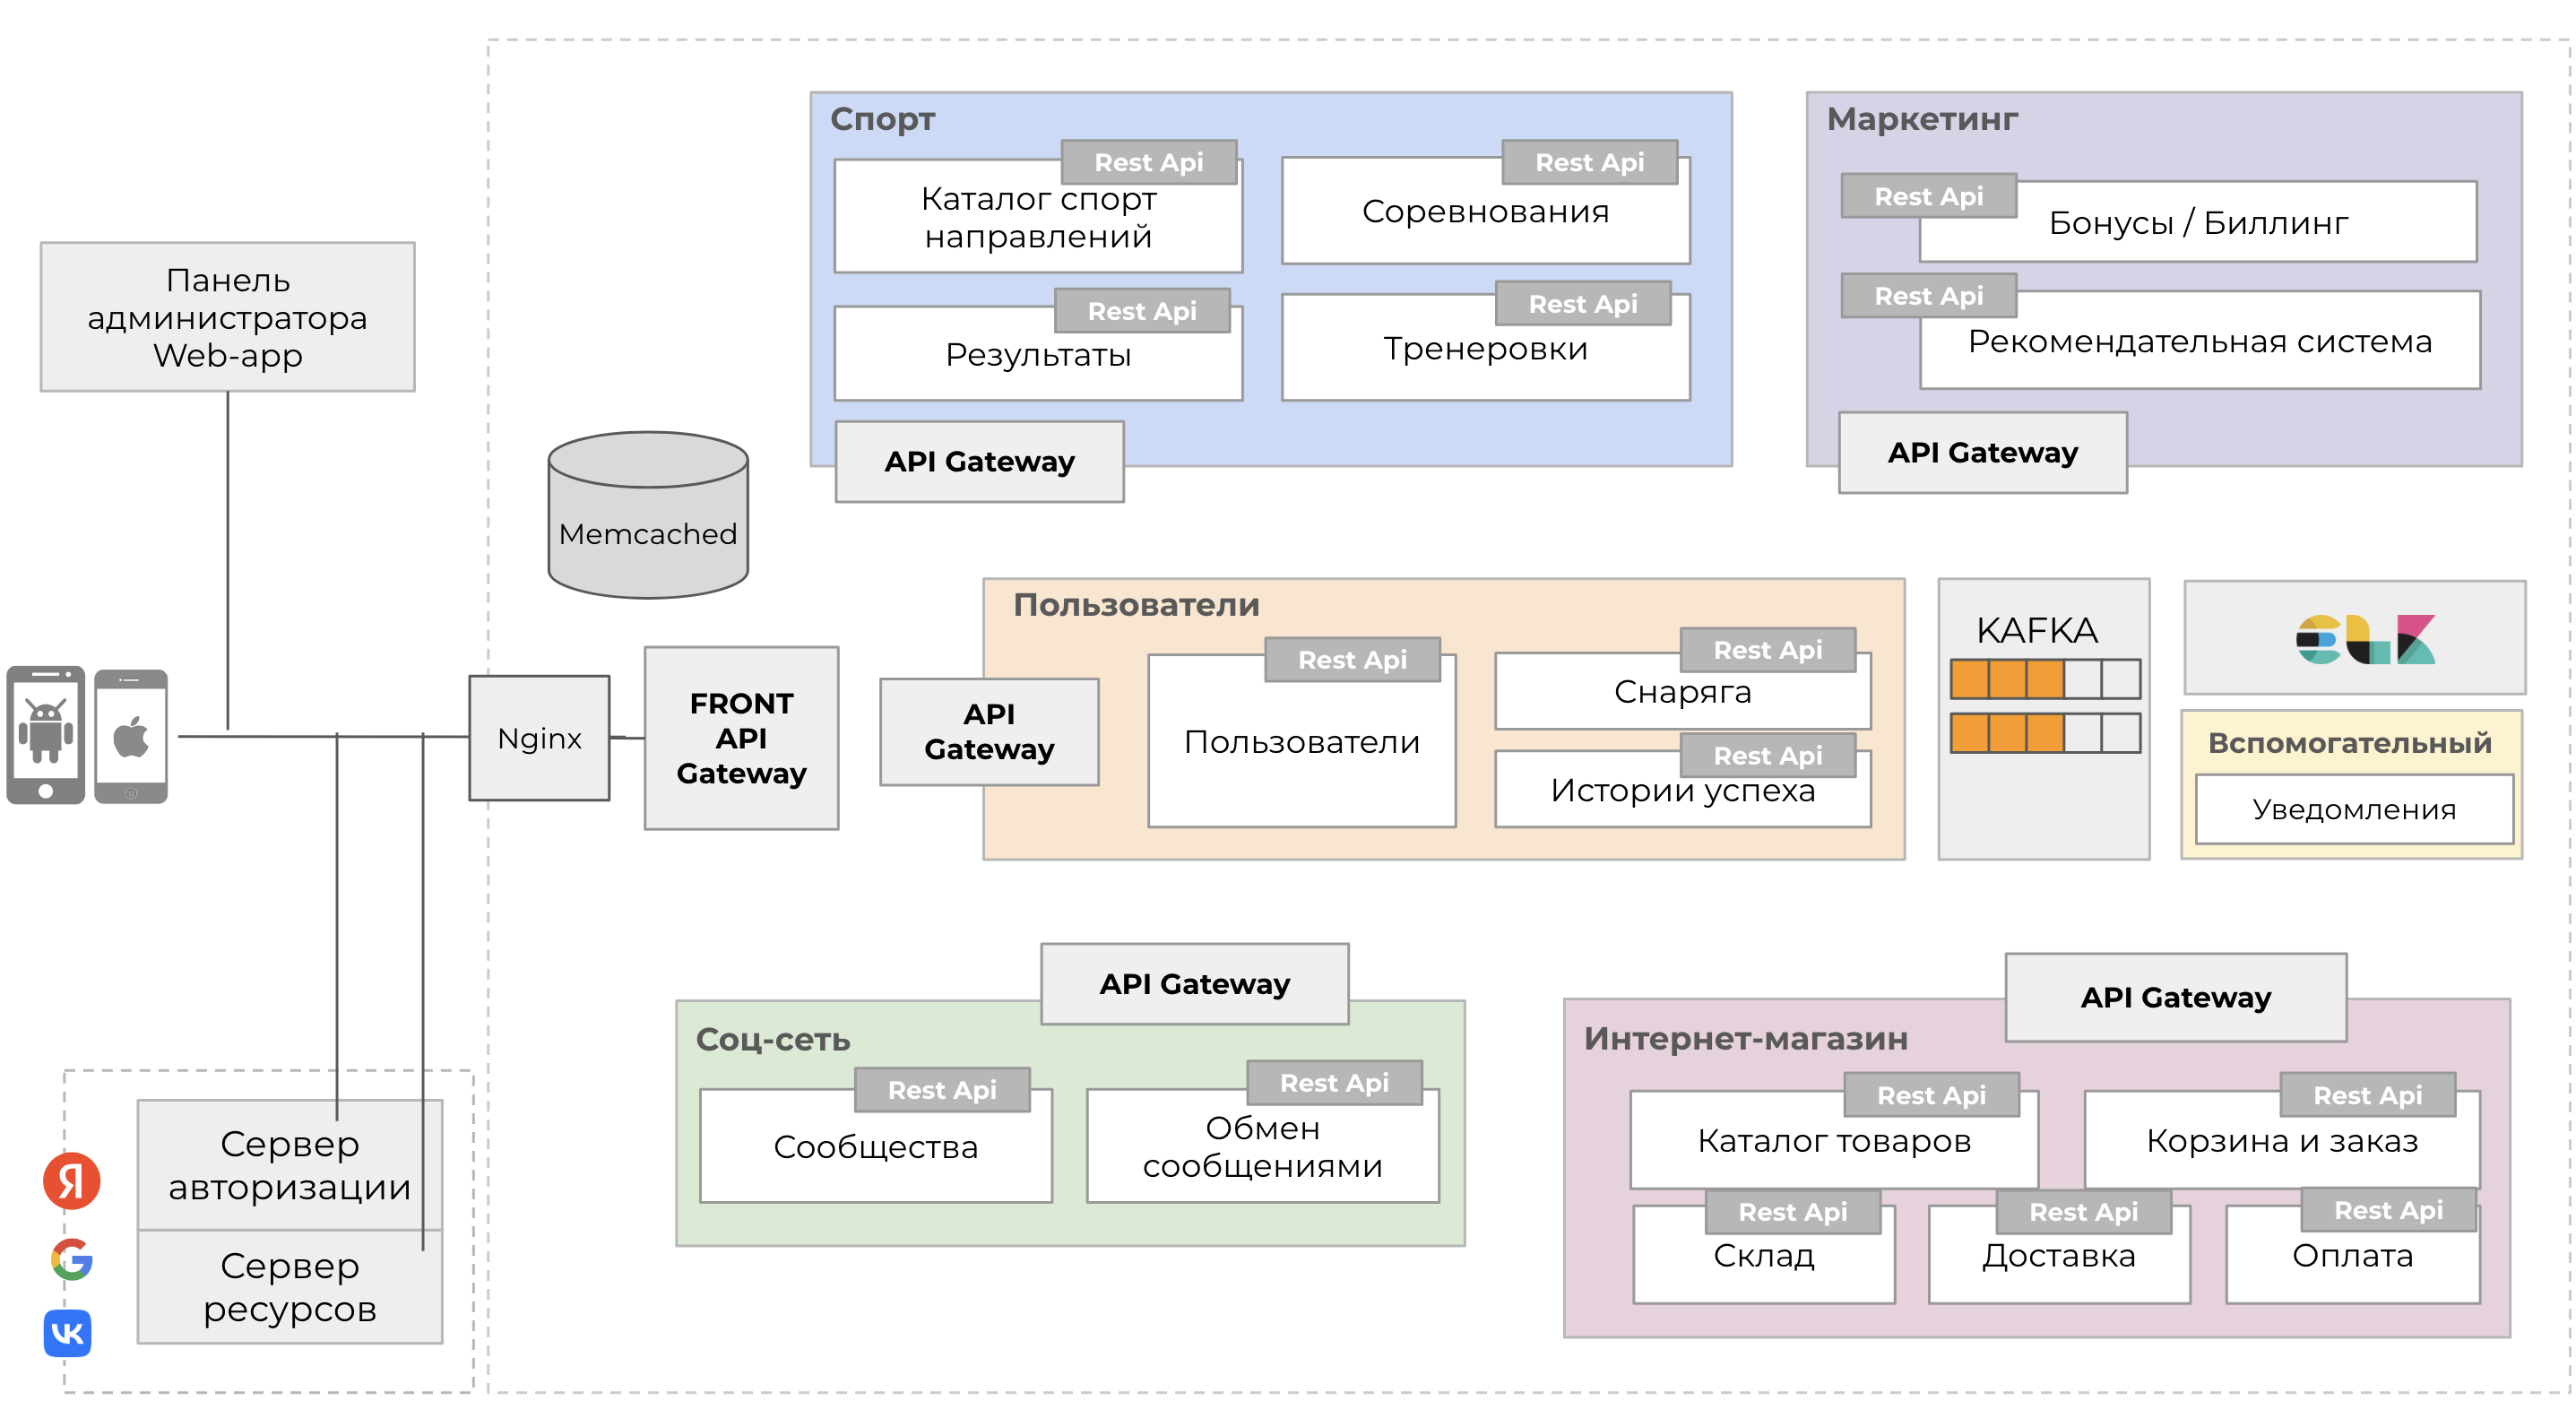 Спорт
Rest Api
Каталог спорт
направлений
Rest Api
Соревнования
Rest Api
Результаты
Rest Api
Тренеровки
API Gateway
Маркетинг
Rest Api
Бонусы / Биллинг
Rest Api
Рекомендательная система
API Gateway
Панель
администратора
Web-app
Memcached
Nginx
FRONT
API
Gateway
API
Gateway
Пользователи
Rest Api
Пользователи
Rest Api
Снаряга
Rest Api
Истории успеха
KAFKA
elk
Вспомогательный
Уведомления
API Gateway
Соц-сеть
Rest Api
Сообщества
Rest Api
Обмен
сообщениями
API Gateway
Интернет-магазин
Rest Api
Каталог товаров
Rest Api
Корзина и заказ
Rest Api
Склад
Rest Api
Доставка
Rest Api
Оплата
Сервер
авторизации
Сервер
ресурсов
Я
G
VK